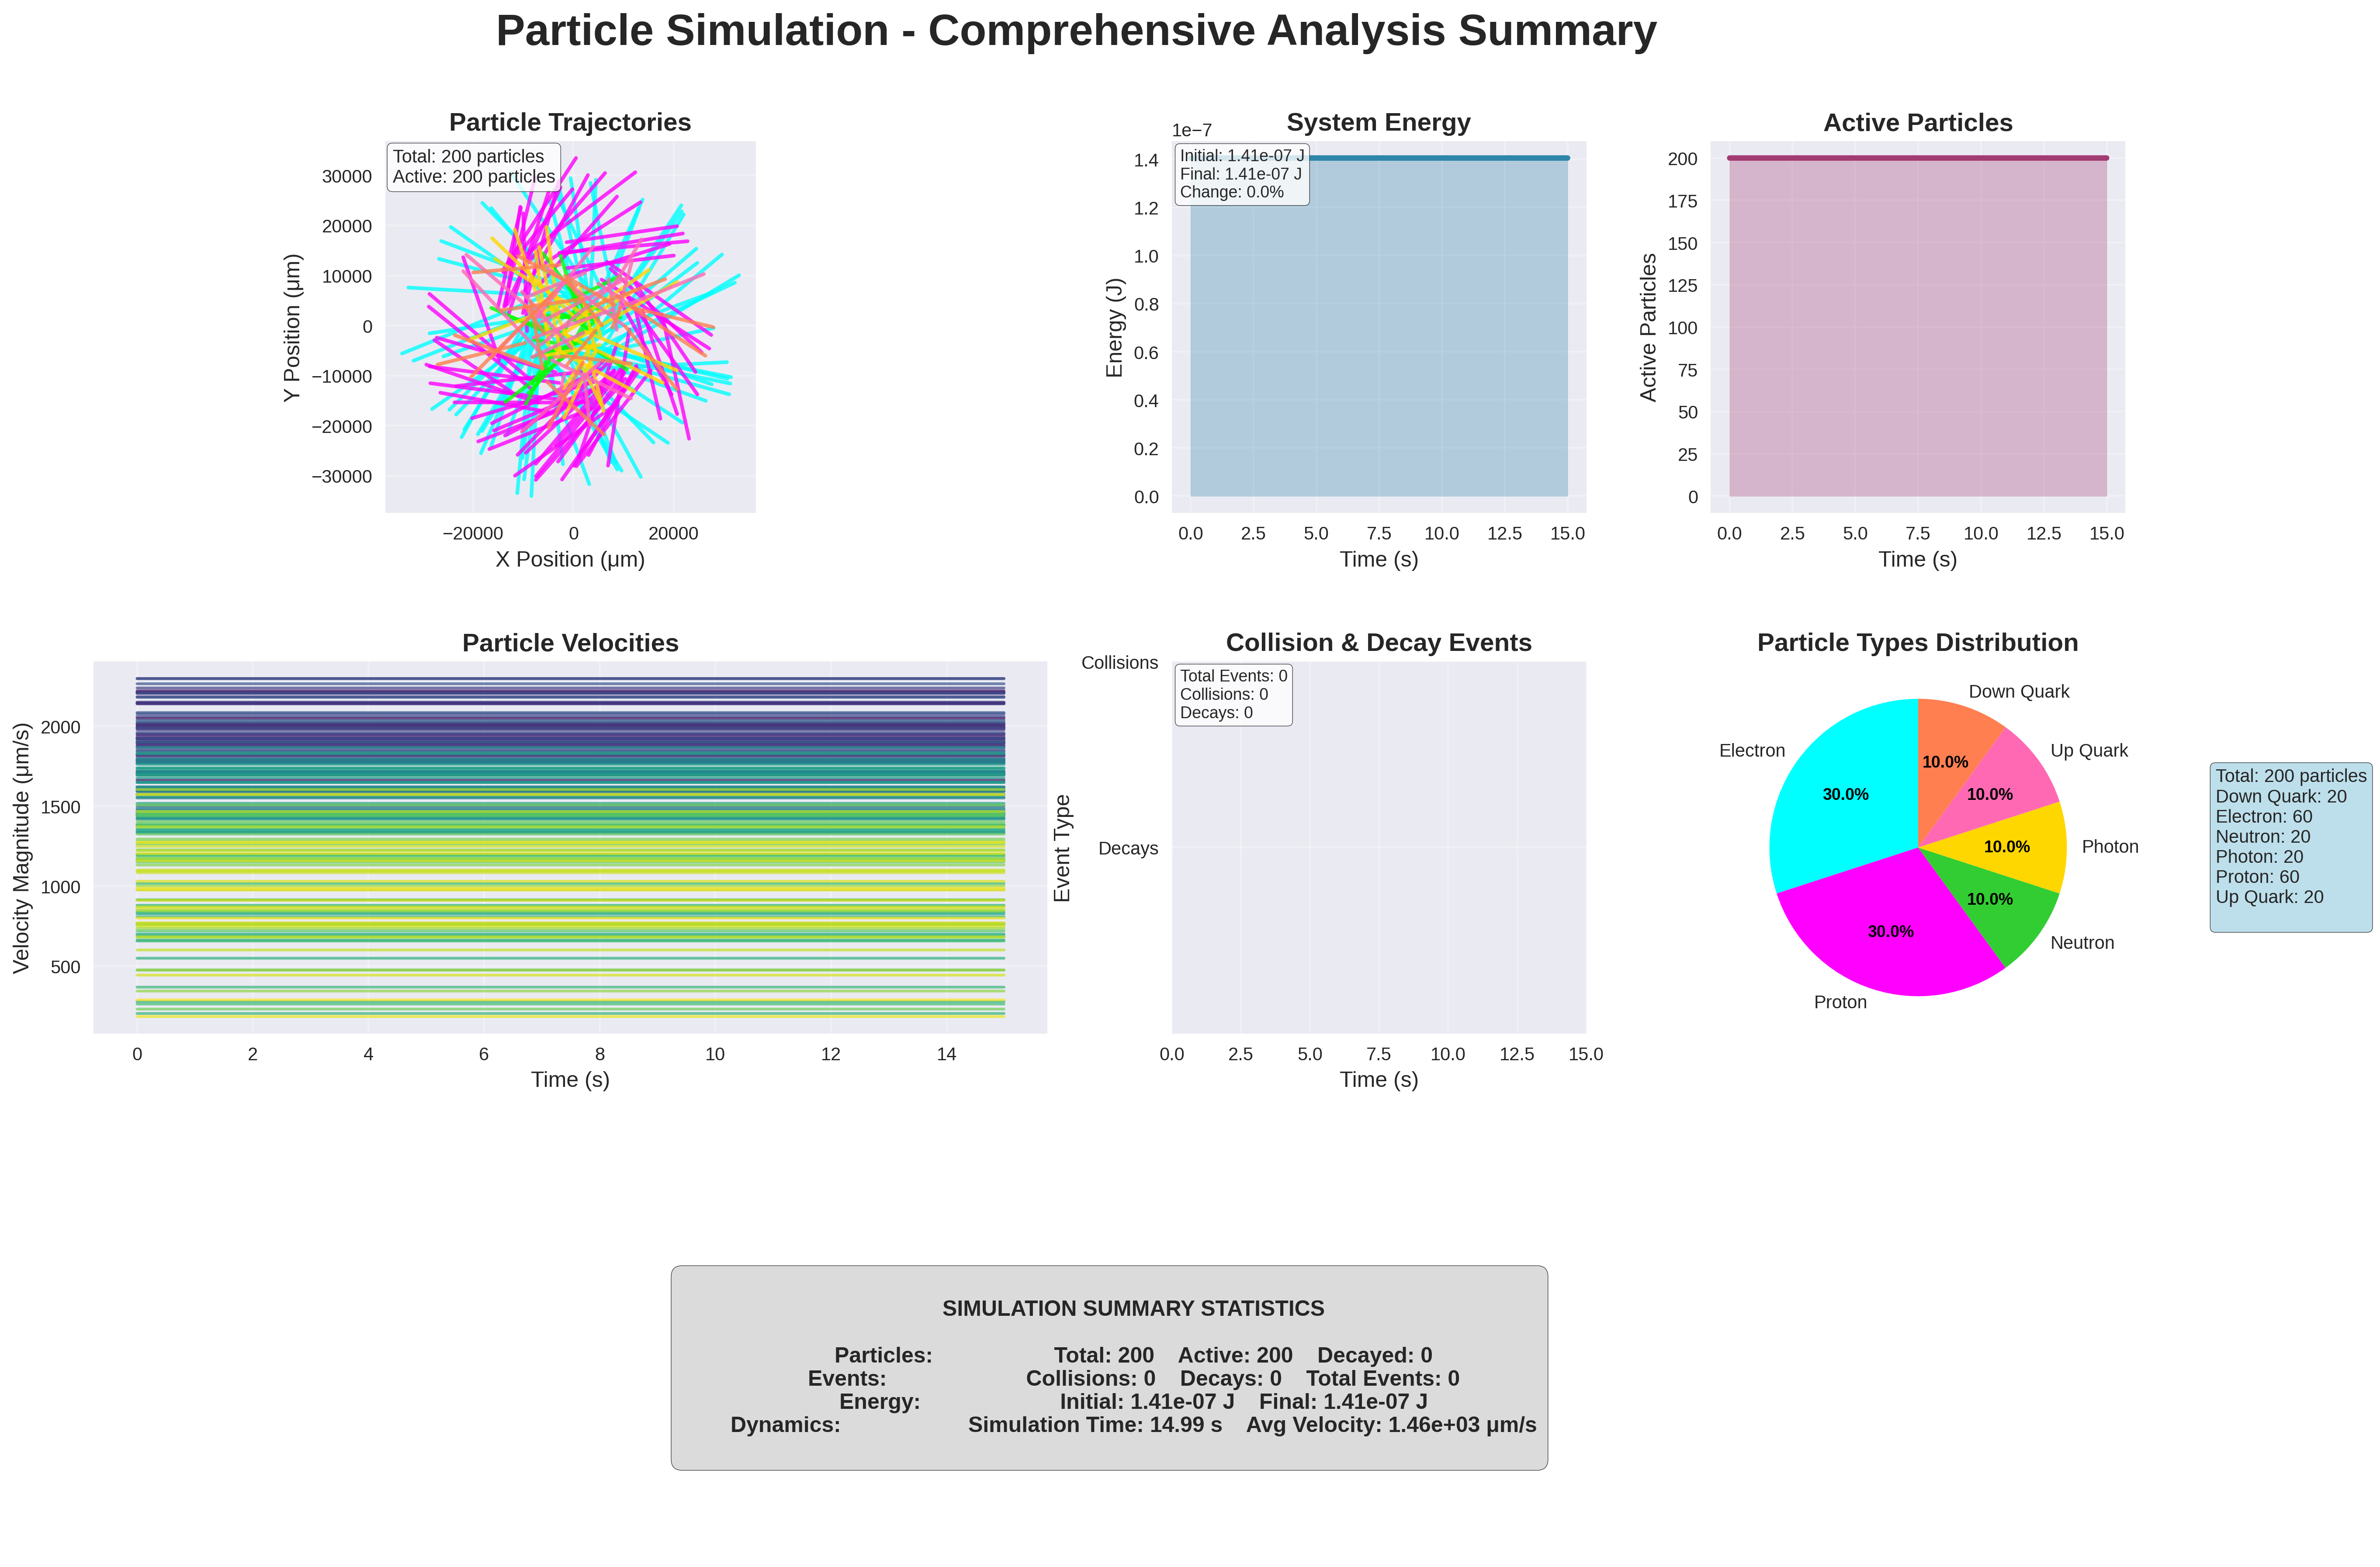 Particle Simulation - Comprehensive Analysis Summary
Particle Trajectories
Total: 200 particles
Active: 200 particles
30000
20000
10000
0
−10000
−20000
−30000
Y Position (μm)
−20000
0
20000
X Position (μm)
System Energy
1e−7
Initial: 1.41e-07 J
Final: 1.41e-07 J
Change: 0.0%
1.4
1.2
1.0
0.8
0.6
0.4
0.2
0.0
Energy (J)
0.0
2.5
5.0
7.5
10.0
12.5
15.0
Time (s)
Active Particles
200
175
150
125
100
75
50
25
0
Active Particles
0.0
2.5
5.0
7.5
10.0
12.5
15.0
Time (s)
Particle Velocities
2000
1500
1000
500
Velocity Magnitude (μm/s)
0
2
4
6
8
10
12
14
Time (s)
Collision & Decay Events
Total Events: 0
Collisions: 0
Decays: 0
Collisions
Decays
Event Type
0.0
2.5
5.0
7.5
10.0
12.5
15.0
Time (s)
Particle Types Distribution
Down Quark
10.0%
Up Quark
10.0%
Electron
30.0%
Photon
10.0%
Neutron
10.0%
Proton
30.0%
Total: 200 particles
Down Quark: 20
Electron: 60
Neutron: 20
Photon: 20
Proton: 60
Up Quark: 20
SIMULATION SUMMARY STATISTICS
Particles: Total: 200 Active: 200 Decayed: 0
Events: Collisions: 0 Decays: 0 Total Events: 0
Energy: Initial: 1.41e-07 J Final: 1.41e-07 J
Dynamics: Simulation Time: 14.99 s Avg Velocity: 1.46e+03 μm/s